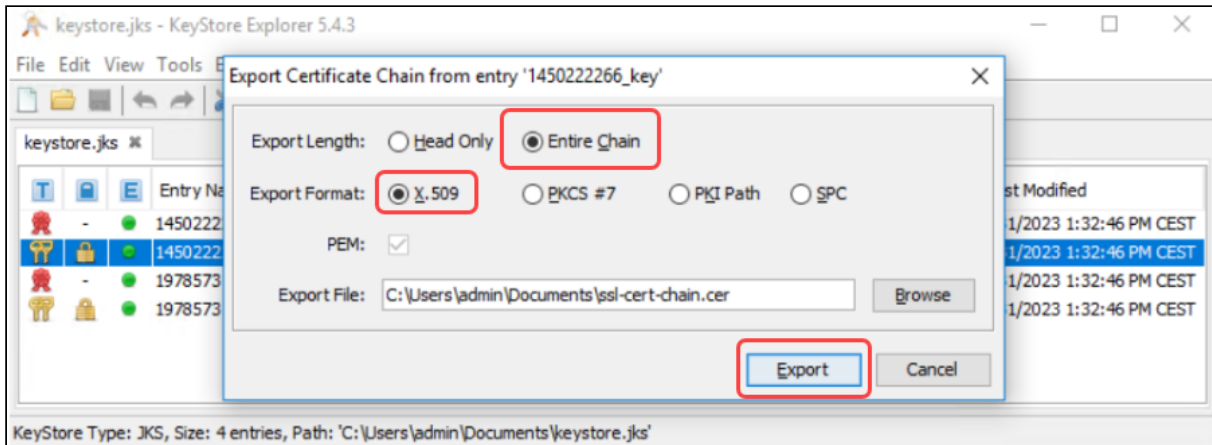 keystore.jks - KeyStore Explorer 5.4.3
File Edit View Tools E
Export Certificate Chain from entry '1450222266_key'
keystore.jks
Export Length: Head Only Entire Chain
T E Entry Na
Export Format: X.509 PKCS #7 PKI Path SPC
st Modified
1450222
1/2023 1:32:46 PM CEST
PEM:
1450222
1/2023 1:32:46 PM CEST
1978573
1/2023 1:32:46 PM CEST
Export File: C:\Users\admin\Documents\ssl-cert-chain.cer Browse
1978573
1/2023 1:32:46 PM CEST
Export Cancel
KeyStore Type: JKS, Size: 4 entries, Path: 'C:\Users\admin\Documents\keystore.jks'